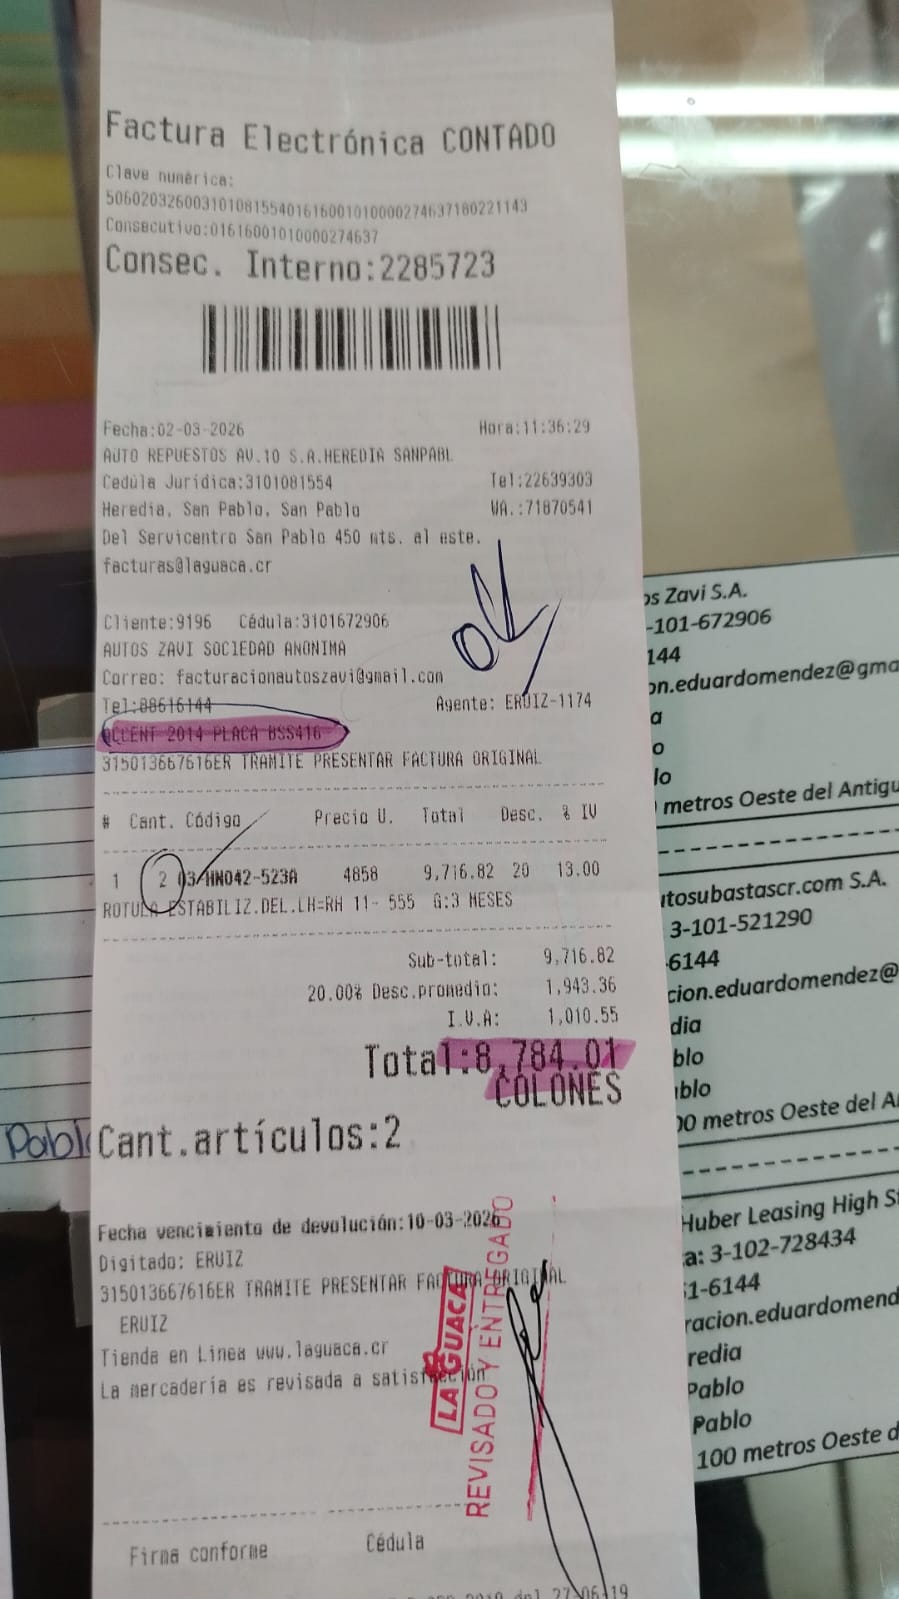 Factura Electrónica CONTADO
Clave numérica:
50602032600310108155401616001010000274637180221143
Consecutivo:01616001010000274637
Consec. Interno:2285723
Fecha:02-03-2026 Hora:11:36:29
AUTO REPUESTOS AV.10 S.A.HEREDIA SANPABL
Cedula Jurídica:3101081554 Tel:22639303
Heredia, San Pablo, San Pablo WA.:71870541
Del Servicentro San Pablo 450 mts. al este.
facturas@laguaca.cr
OK
Cliente:9196 Cédula:3101672906
AUTOS ZAVI SOCIEDAD ANONIMA
Correo: facturacionautoszavi@gmail.com
Tel:88616144 Agente: ERUIZ-1174
ACCENT 2014 PLACA BSS416
315013667616ER TRAMITE PRESENTAR FACTURA ORIGINAL
# Cant. Código Precio U. Total Desc. % IV
1 2 03/HN042-523A 4858 9,716.82 20 13.00
ROTULA ESTABILIZ.DEL.LH=RH 11- 555 G:3 MESES
Sub-total: 9,716.82
20.00% Desc.promedio: 1,943.36
I.V.A: 1,010.55
Total:8,784.01
COLONES
Cant.artículos:2
Fecha vencimiento de devolución:10-03-2026
Digitado: ERUIZ
315013667616ER TRAMITE PRESENTAR FACTURA ORIGINAL
ERUIZ
Tienda en Linea www.laguaca.cr
La mercadería es revisada a satisfacción
LA GUACA
REVISADO Y ENTREGADO
Firma conforme Cédula
del 27-06-19
Pablo
os Zavi S.A.
-101-672906
144
on.eduardomendez@gma
a
o
lo
metros Oeste del Antigu
utosubastascr.com S.A.
3-101-521290
-6144
cion.eduardomendez@
dia
blo
ablo
00 metros Oeste del A
Huber Leasing High S
a: 3-102-728434
1-6144
racion.eduardomend
redia
Pablo
Pablo
100 metros Oeste d